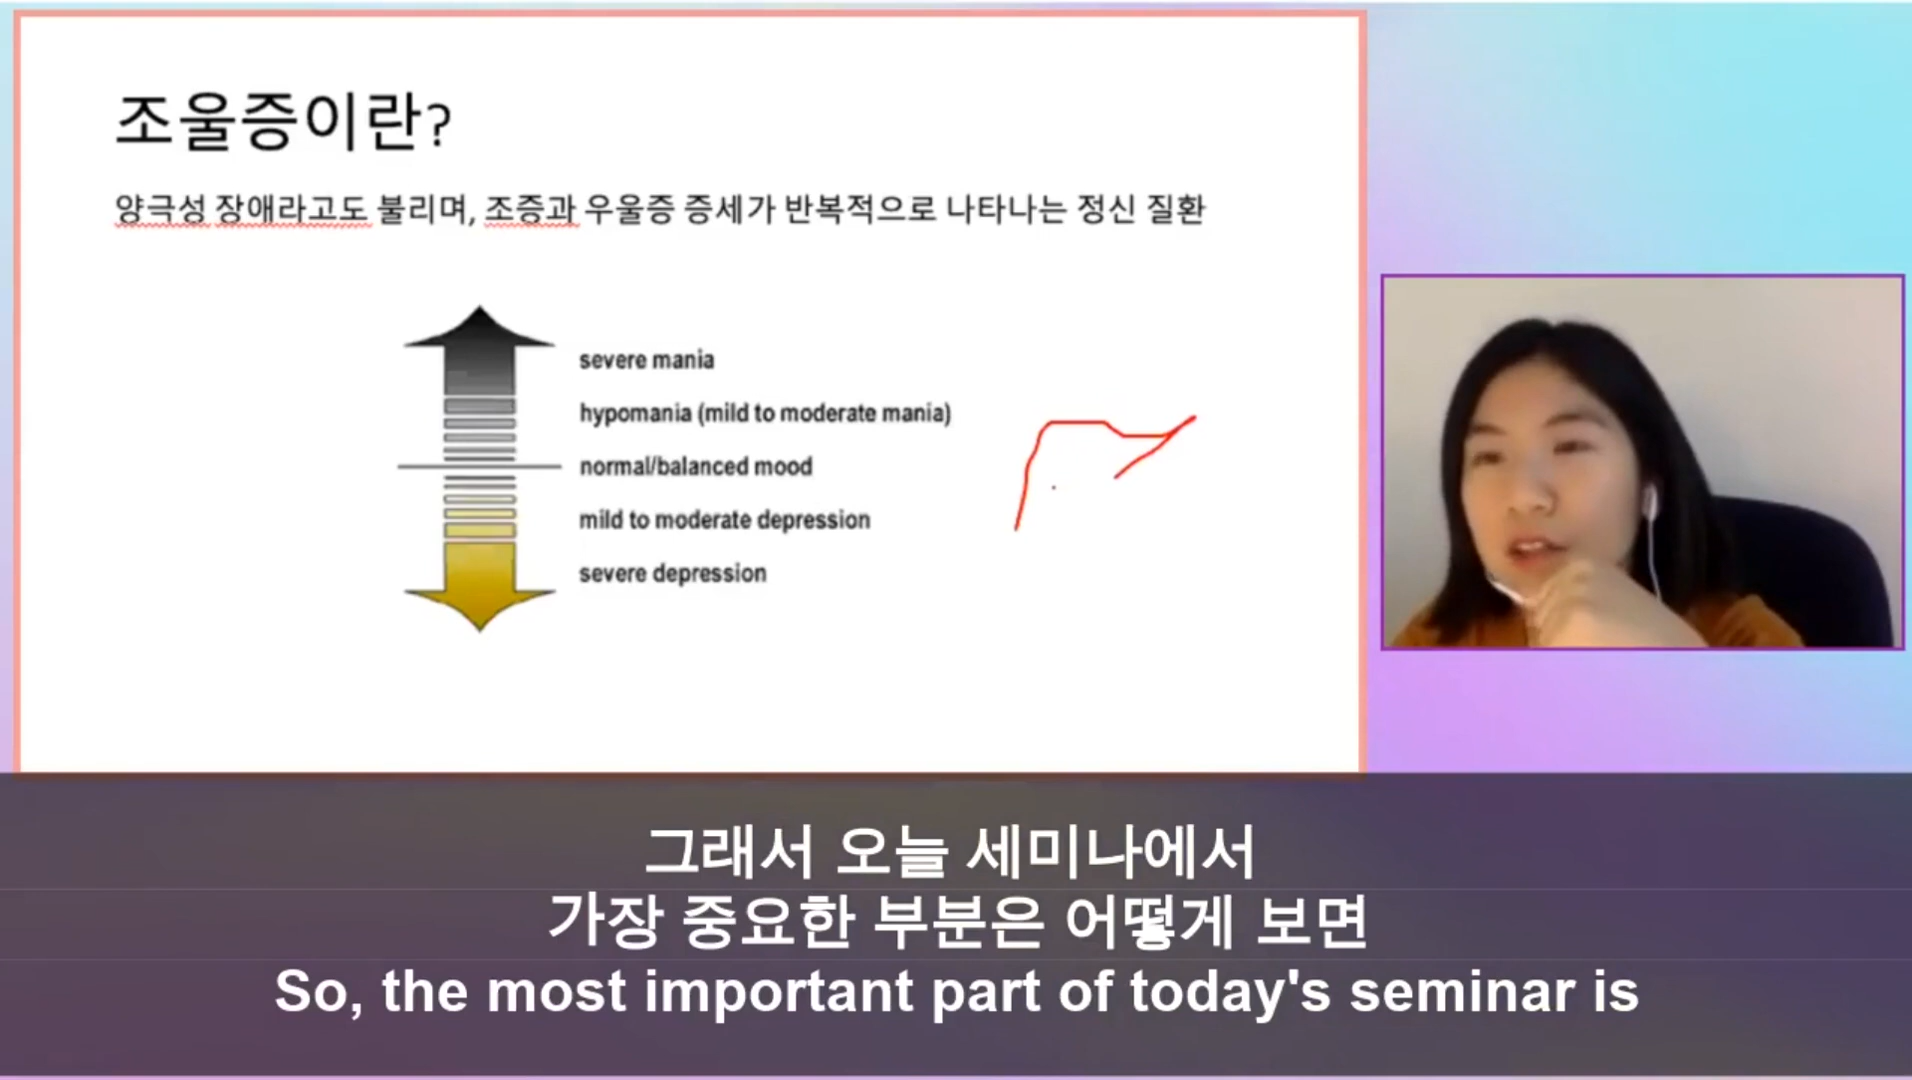 조울증이란?
양극성 장애라고도 불리며, 조증과 우울증 증세가 반복적으로 나타나는 정신 질환
severe mania
hypomania (mild to moderate mania)
normal/balanced mood
mild to moderate depression
severe depression
그래서 오늘 세미나에서
가장 중요한 부분은 어떻게 보면
So, the most important part of today's seminar is